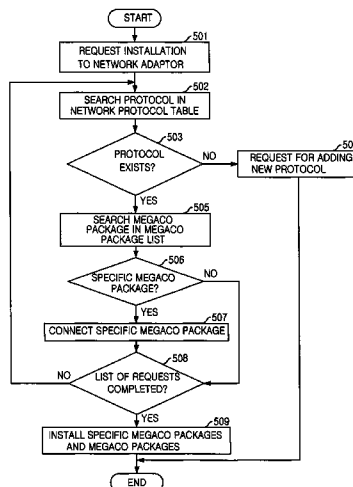 START
501
REQUEST INSTALLATION
TO NETWORK ADAPTOR
502
SEARCH PROTOCOL IN
NETWORK PROTOCOL TABLE
503
PROTOCOL
EXISTS?
NO
50
REQUEST FOR ADDING
NEW PROTOCOL
YES
505
SEARCH MEGACO
PACKAGE IN MEGACO
PACKAGE LIST
506
SPECIFIC MEGACO
PACKAGE?
NO
YES
507
CONNECT SPECIFIC MEGACO PACKAGE
508
NO
LIST OF REQUESTS
COMPLETED?
YES
509
INSTALL SPECIFIC MEGACO PACKAGES
AND MEGACO PACKAGES
END